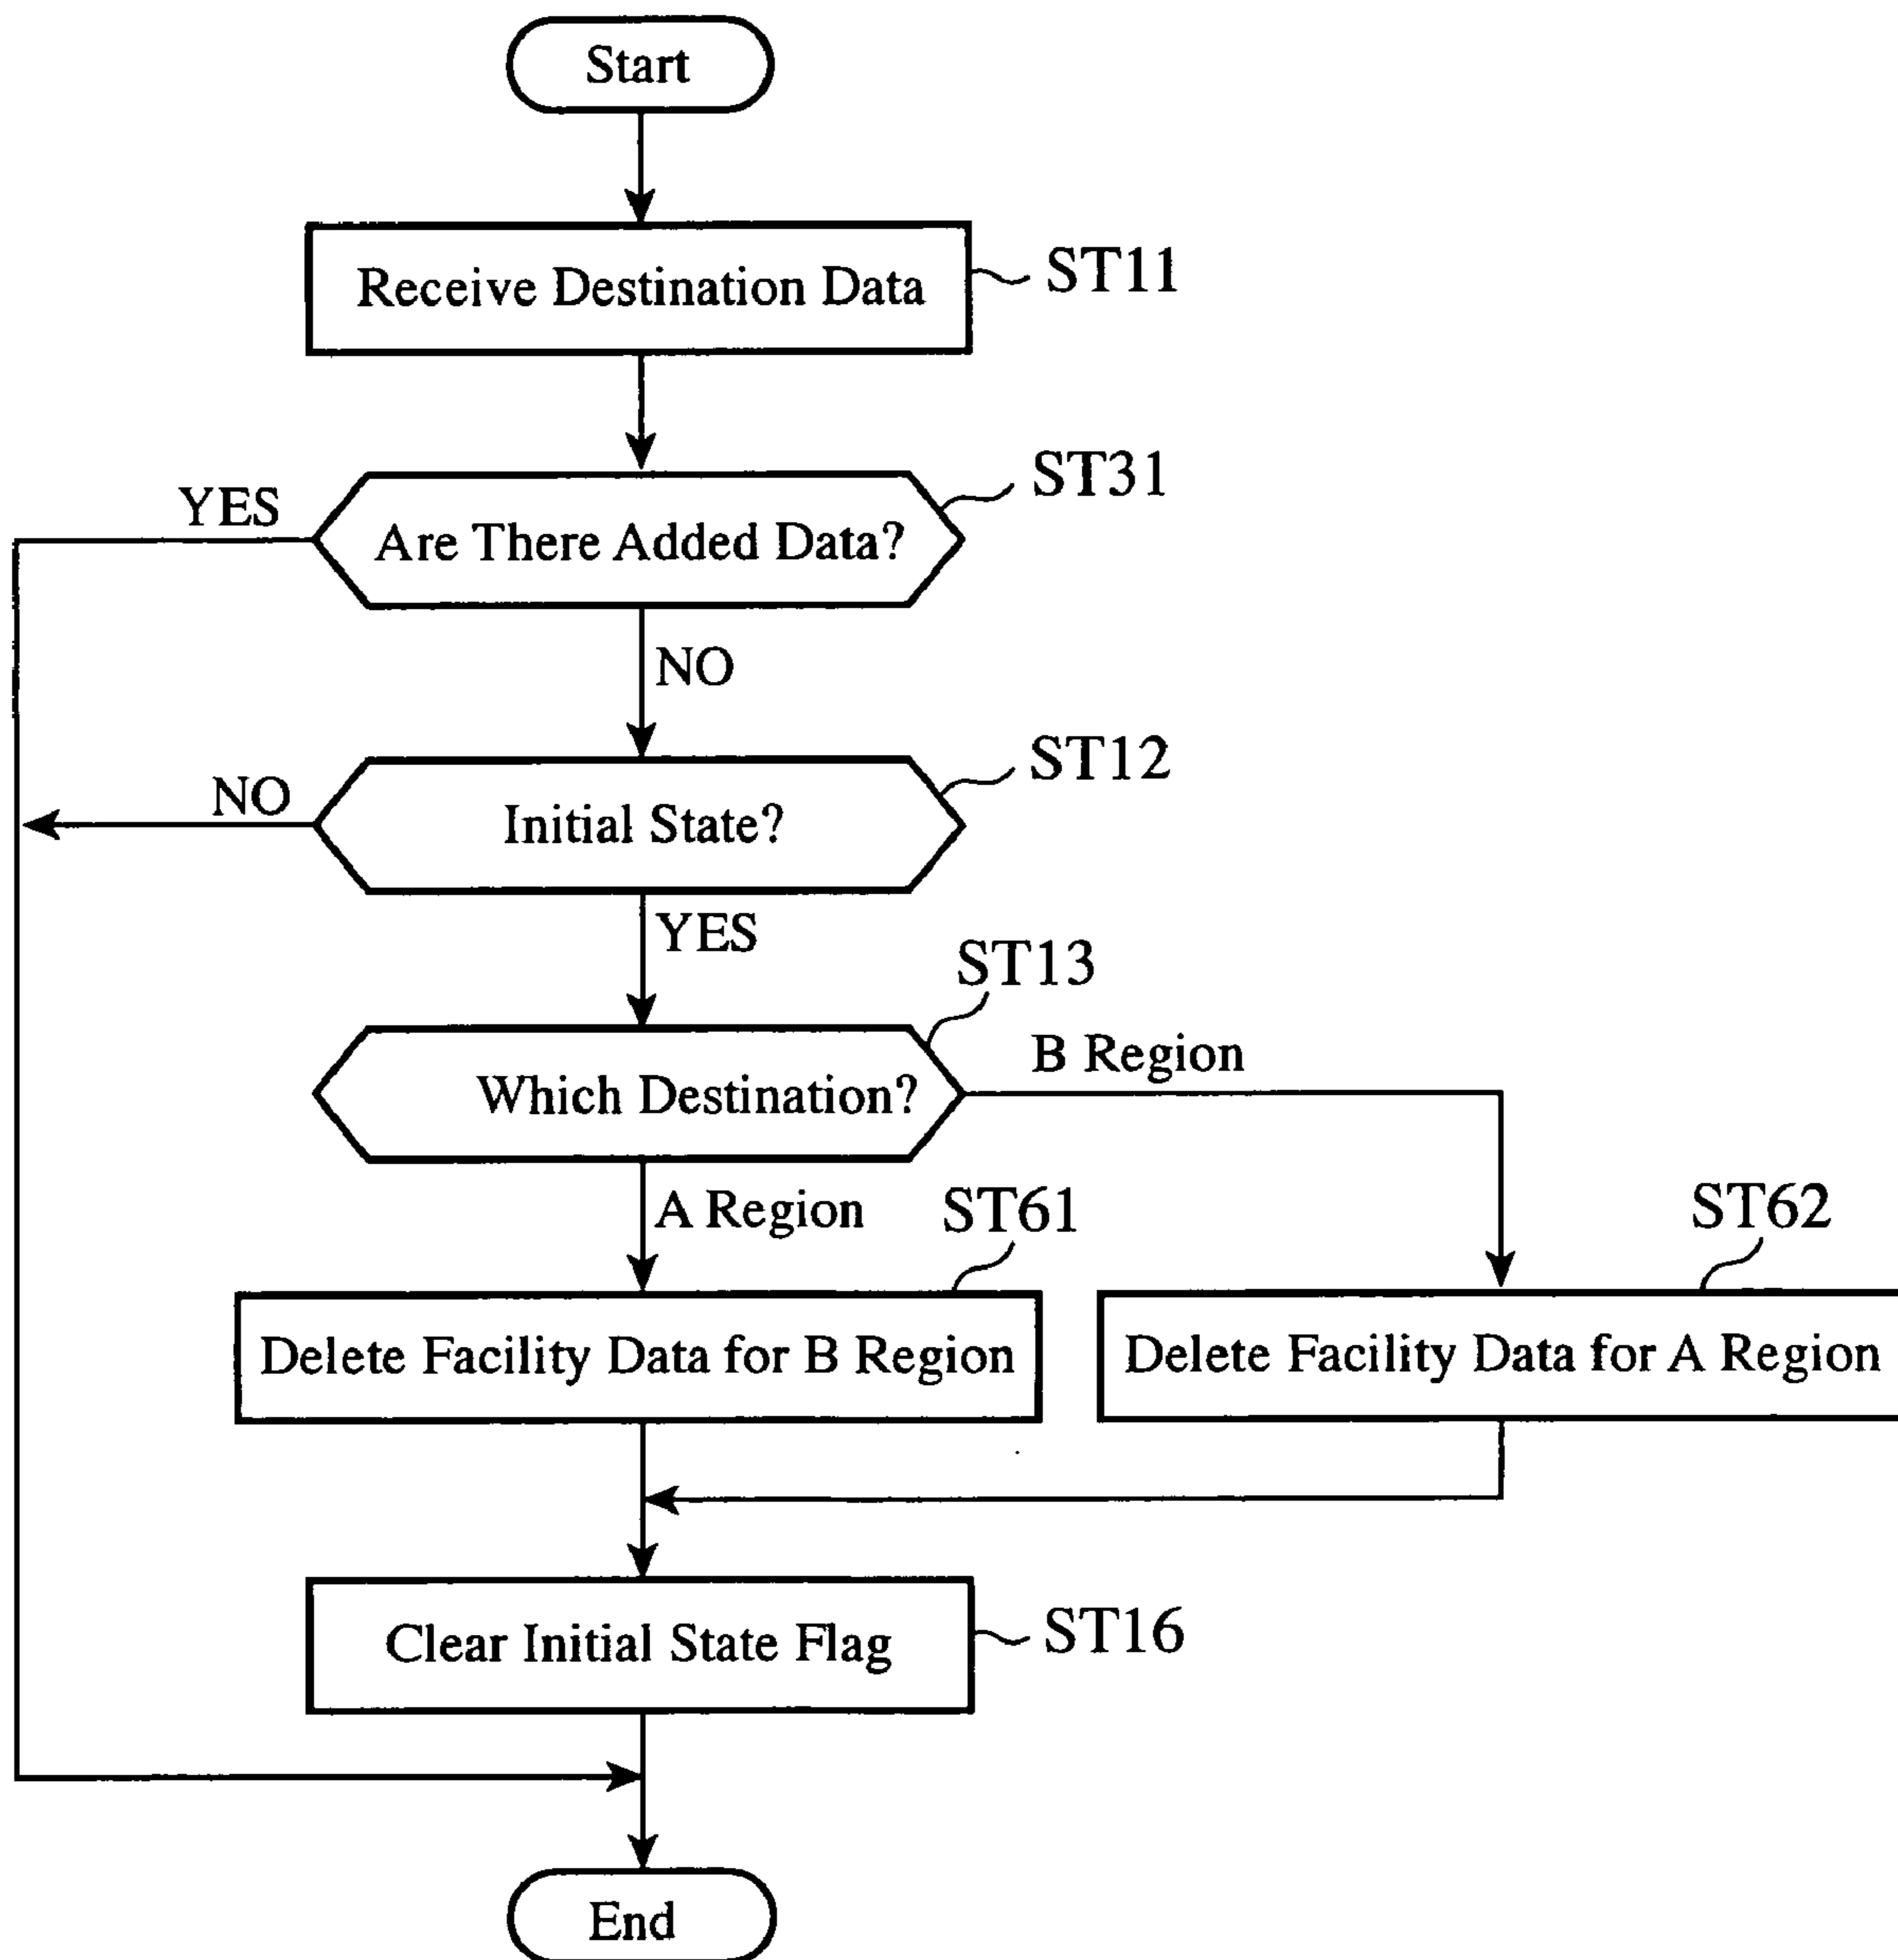 Start
Receive Destination Data
ST11
ST31
YES
Are There Added Data?
NO
ST12
NO
Initial State?
YES
ST13
B Region
Which Destination?
A Region
ST61
ST62
Delete Facility Data for B Region
Delete Facility Data for A Region
Clear Initial State Flag
ST16
End